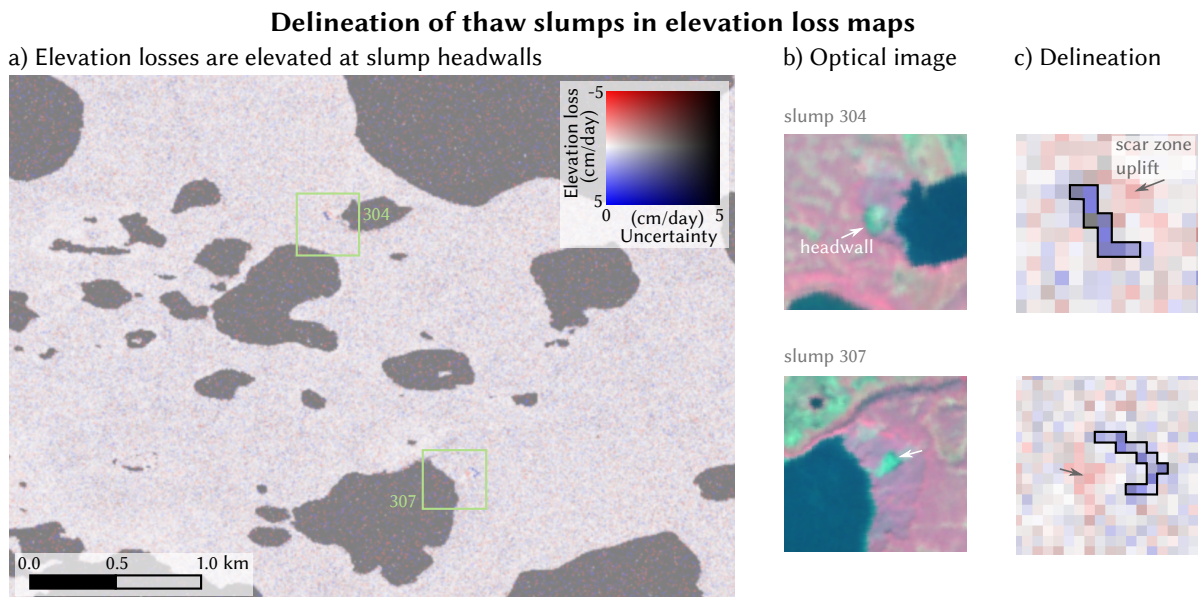 Delineation of thaw slumps in elevation loss maps
a) Elevation losses are elevated at slump headwalls
b) Optical image
c) Delineation
Elevation loss
(cm/day)
-5
5
0
(cm/day)
5
Uncertainty
304
307
0.0
0.5
1.0 km
slump 304
headwall
scar zone
uplift
slump 307